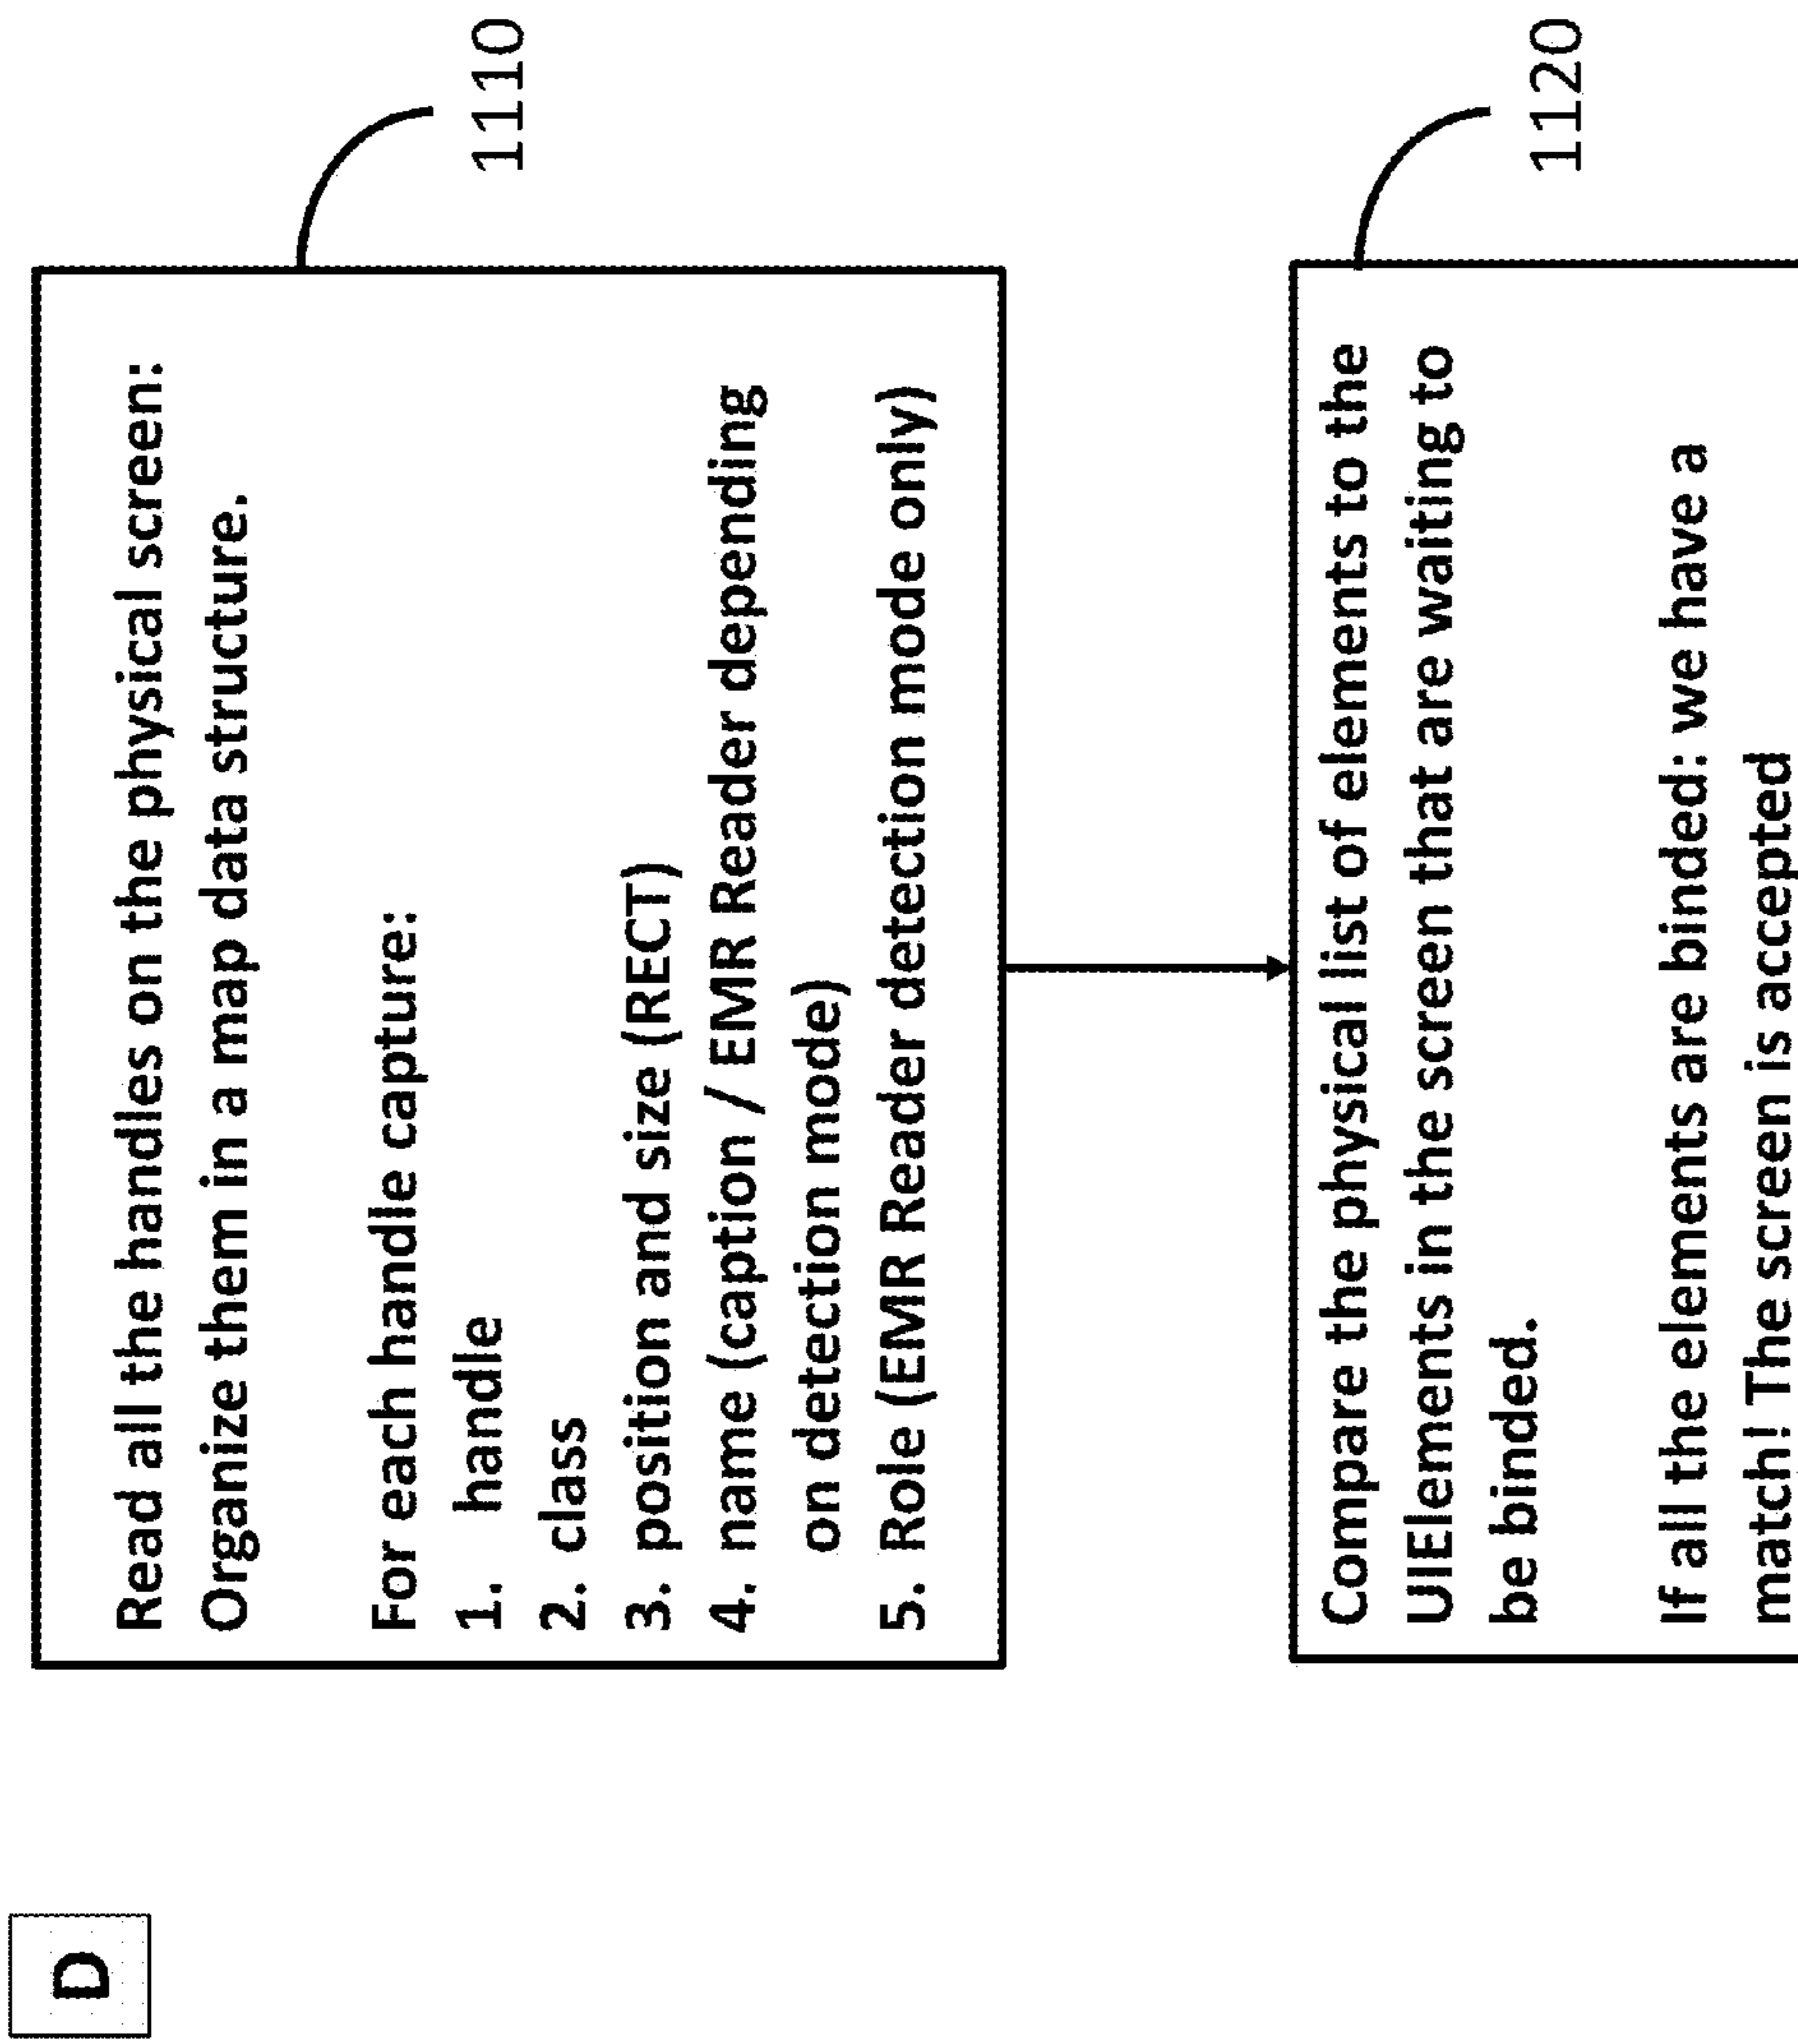 D
Read all the handles on the physical screen:
Organize them in a map data structure.
For each handle capture:
1. handle
2. class
3. position and size (RECT)
4. name (caption / EMR Reader depending
on detection mode)
5. Role (EMR Reader detection mode only)
1110
Compare the physical list of elements to the
UIElements in the screen that are waiting to
be binded.
If all the elements are binded: we have a
match! The screen is accepted
1120